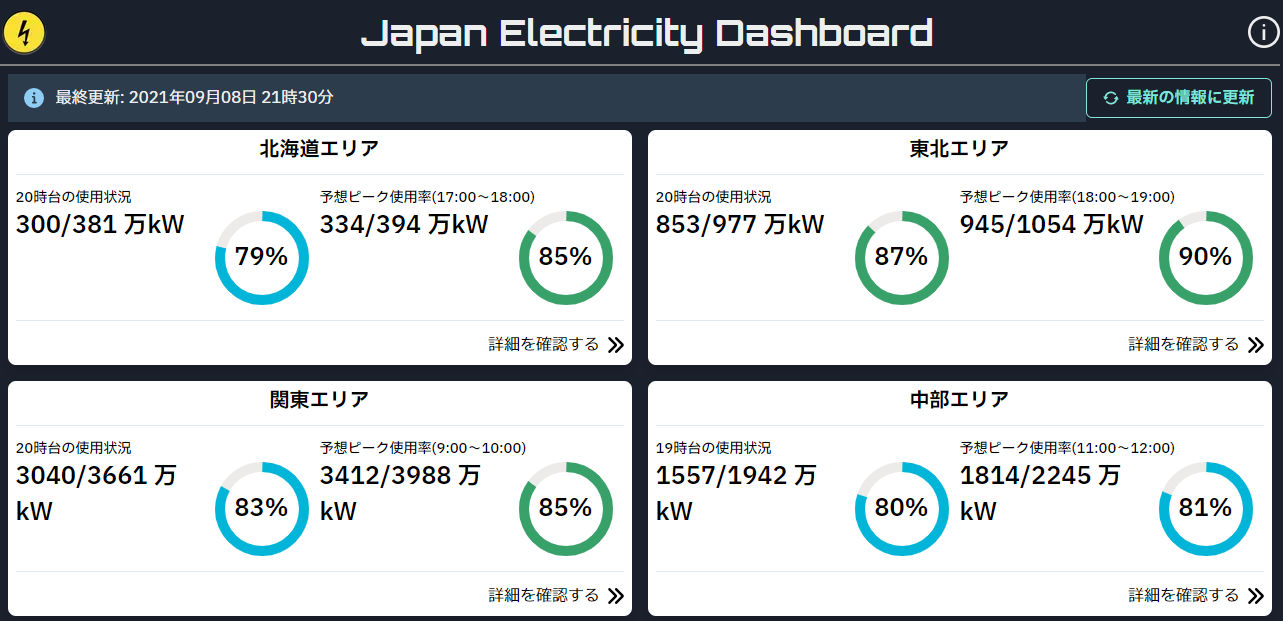 Japan Electricity Dashboard
最終更新: 2021年09月08日 21時30分
最新の情報に更新
北海道エリア
20時台の使用状況
300/381 万kW
79%
予想ピーク使用率(17:00～18:00)
334/394 万kW
85%
詳細を確認する
東北エリア
20時台の使用状況
853/977 万kW
87%
予想ピーク使用率(18:00～19:00)
945/1054 万kW
90%
詳細を確認する
関東エリア
20時台の使用状況
3040/3661 万
kW
83%
予想ピーク使用率(9:00～10:00)
3412/3988 万
kW
85%
詳細を確認する
中部エリア
19時台の使用状況
1557/1942 万
kW
80%
予想ピーク使用率(11:00～12:00)
1814/2245 万
kW
81%
詳細を確認する